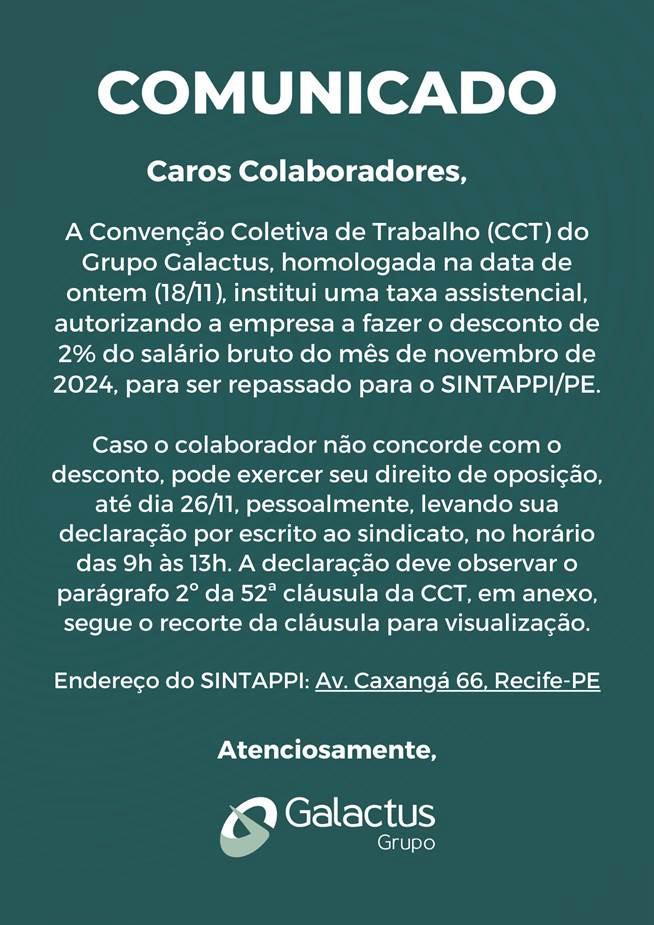 COMUNICADO
Caros Colaboradores,
A Convenção Coletiva de Trabalho (CCT) do
Grupo Galactus, homologada na data de
ontem (18/11), institui uma taxa assistencial,
autorizando a empresa a fazer o desconto de
2% do salário bruto do mês de novembro de
2024, para ser repassado para o SINTAPPI/PE.
Caso o colaborador não concorde com o
desconto, pode exercer seu direito de oposição,
até dia 26/11, pessoalmente, levando sua
declaração por escrito ao sindicato, no horário
das 9h às 13h. A declaração deve observar o
parágrafo 2º da 52ª cláusula da CCT, em anexo,
segue o recorte da cláusula para visualização.
Endereço do SINTAPPI: Av. Caxangá 66, Recife-PE
Atenciosamente,
Galactus
Grupo